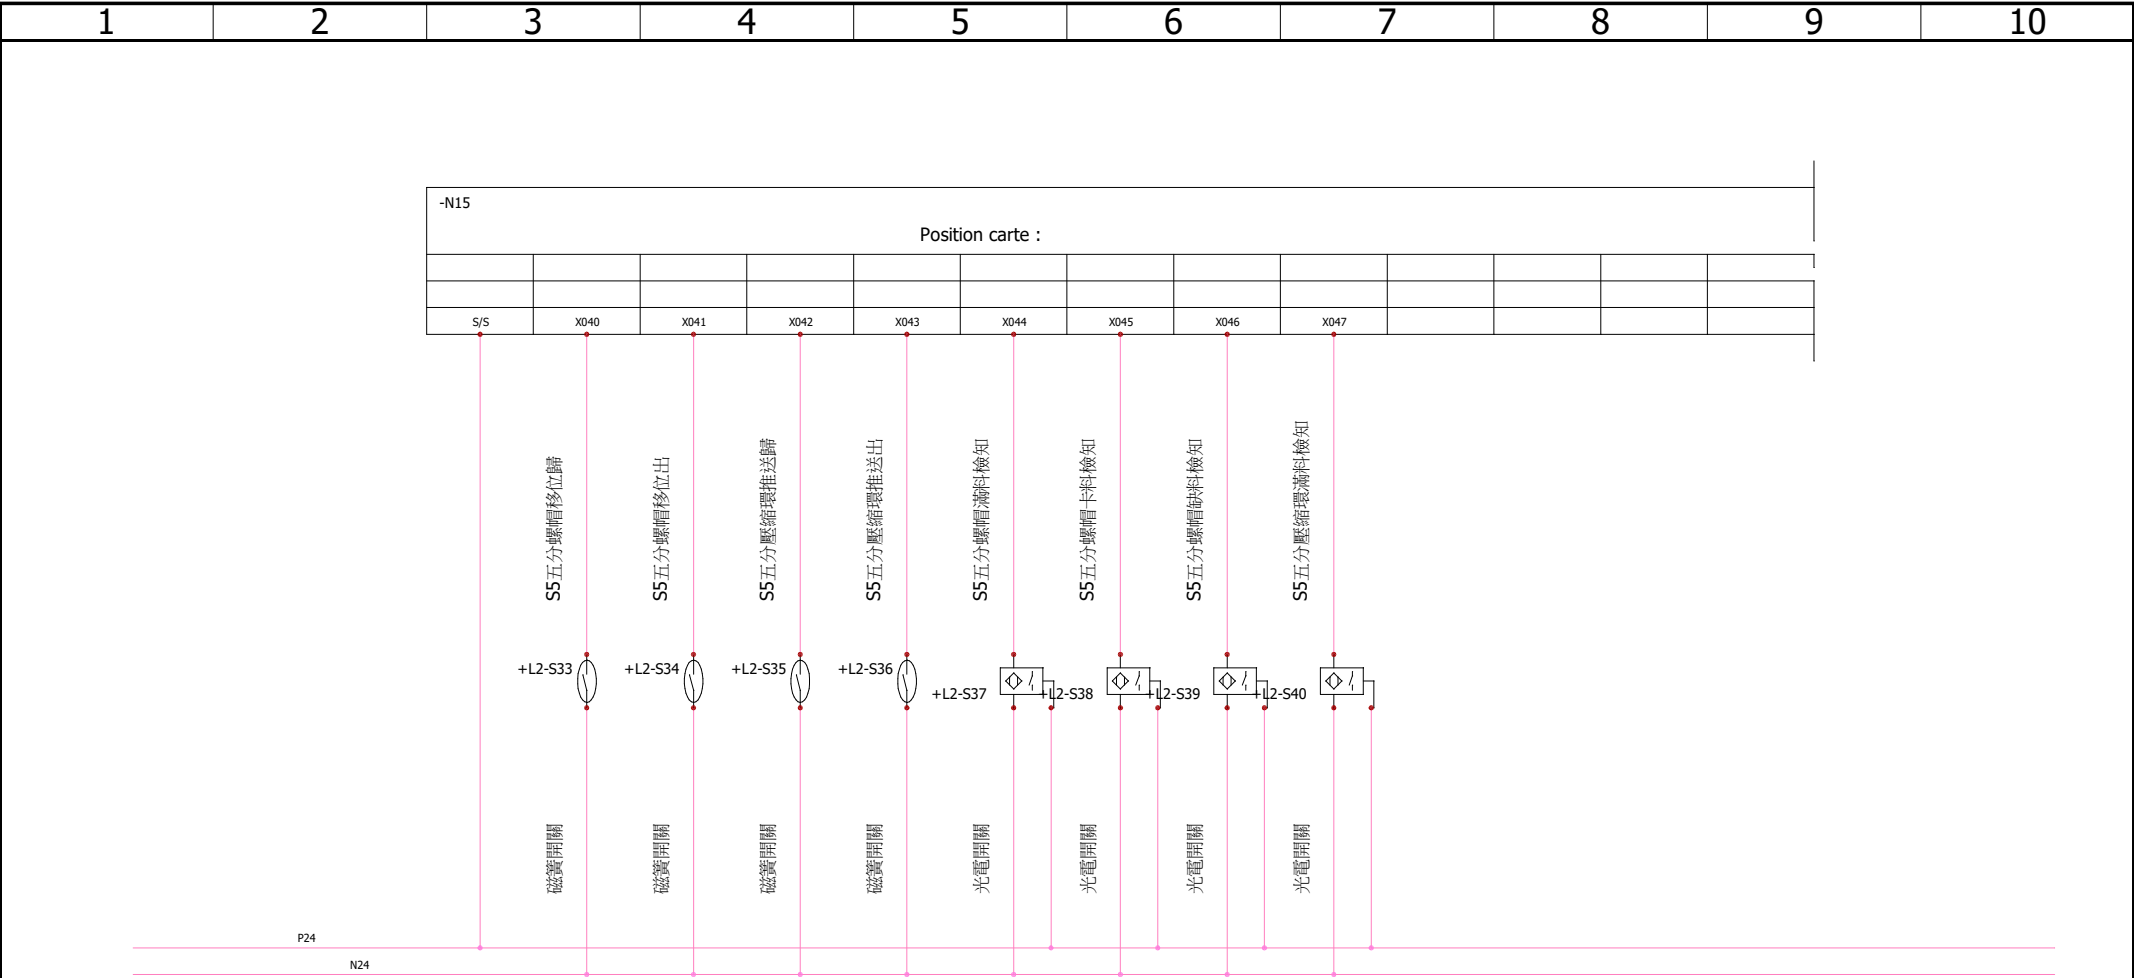 1 2 3 4 5 6 7 8 9 10
-N15
Position carte :
S/S X040 X041 X042 X043 X044 X045 X046 X047
S5五分螺帽移位歸
S5五分螺帽移位出
S5五分壓縮環推送歸
S5五分壓縮環推送出
S5五分螺帽滿料檢知
S5五分螺帽卡料檢知
S5五分螺帽缺料檢知
S5五分壓縮環滿料檢知
+L2-S33 +L2-S34 +L2-S35 +L2-S36
+L2-S37 +L2-S38 +L2-S39 +L2-S40
磁簧開關
磁簧開關
磁簧開關
磁簧開關
光電開關
光電開關
光電開關
光電開關
P24
N24